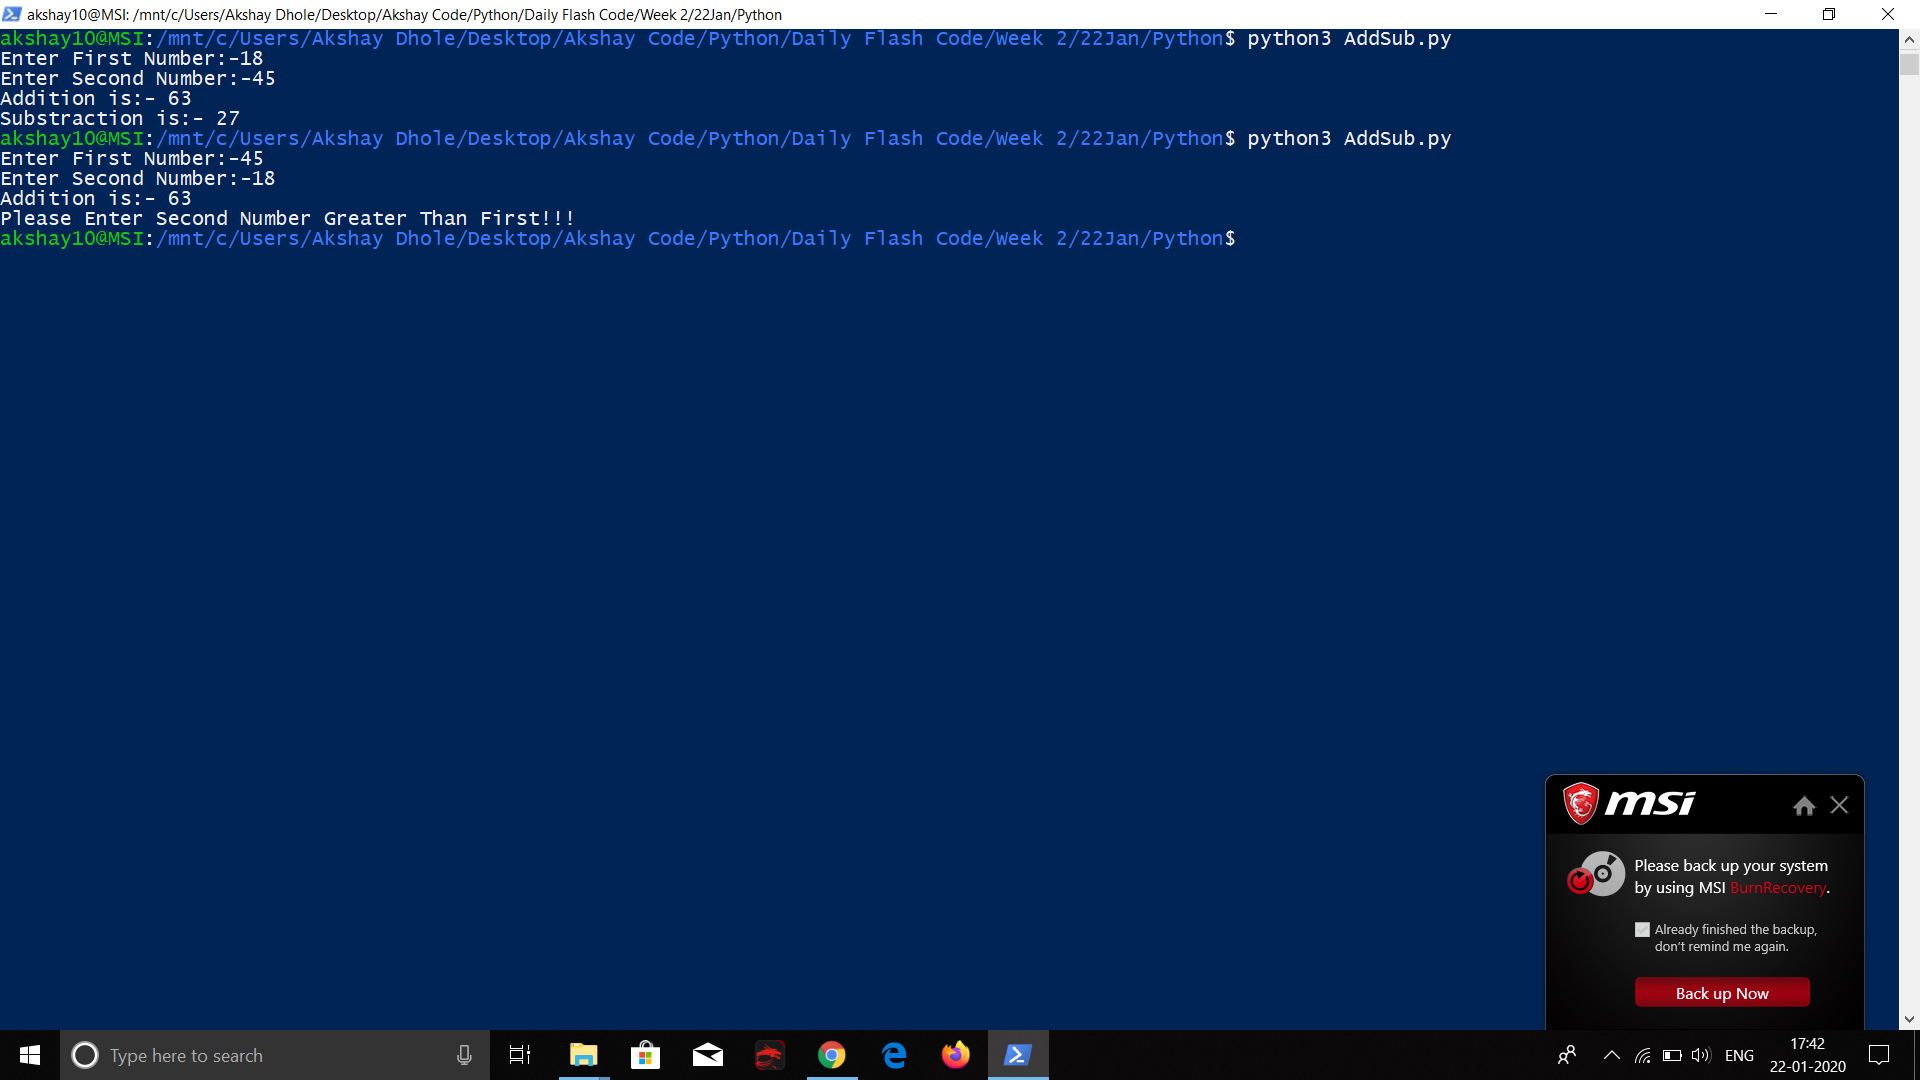 akshay10@MSI: /mnt/c/Users/Akshay Dhole/Desktop/Akshay Code/Python/Daily Flash Code/Week 2/22Jan/Python
akshay10@MSI:/mnt/c/Users/Akshay Dhole/Desktop/Akshay Code/Python/Daily Flash Code/Week 2/22Jan/Python$ python3 AddSub.py
Enter First Number:-18
Enter Second Number:-45
Addition is:- 63
Substraction is:- 27
akshay10@MSI:/mnt/c/Users/Akshay Dhole/Desktop/Akshay Code/Python/Daily Flash Code/Week 2/22Jan/Python$ python3 AddSub.py
Enter First Number:-45
Enter Second Number:-18
Addition is:- 63
Please Enter Second Number Greater Than First!!!
akshay10@MSI:/mnt/c/Users/Akshay Dhole/Desktop/Akshay Code/Python/Daily Flash Code/Week 2/22Jan/Python$
msi
Please back up your system
by using MSI BurnRecovery.
Already finished the backup,
don't remind me again.
Back up Now
Type here to search
ENG
17:42
22-01-2020